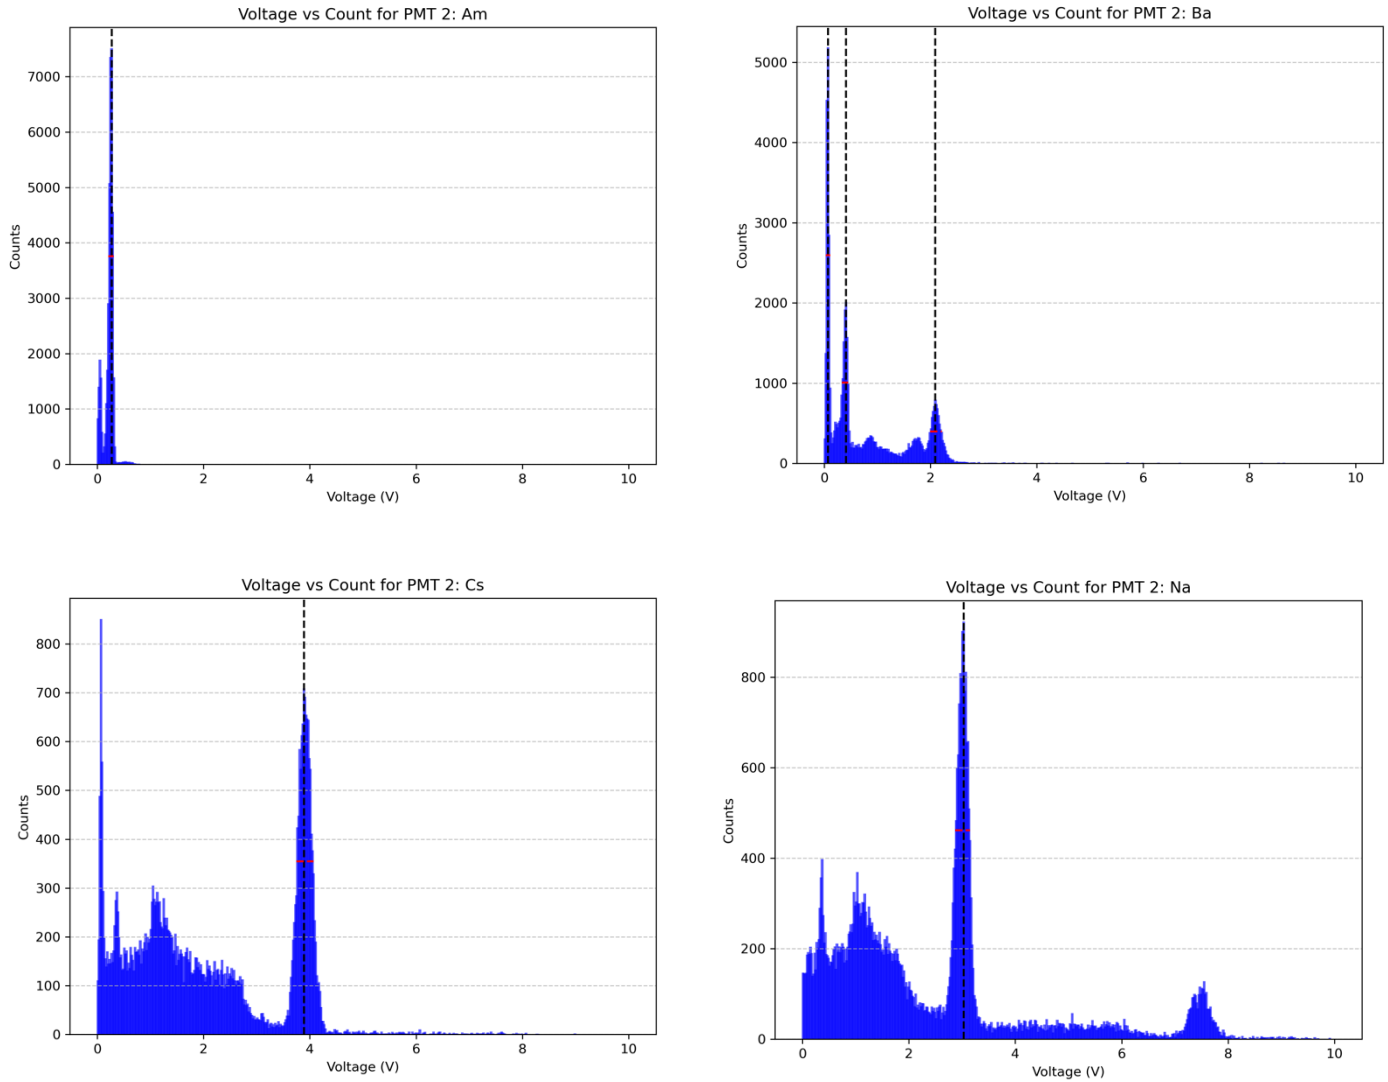 Voltage vs Count for PMT 2: Am
Counts
7000
6000
5000
4000
3000
2000
1000
0
0 2 4 6 8 10
Voltage (V)
Voltage vs Count for PMT 2: Ba
Counts
5000
4000
3000
2000
1000
0
0 2 4 6 8 10
Voltage (V)
Voltage vs Count for PMT 2: Cs
Counts
800
700
600
500
400
300
200
100
0
0 2 4 6 8 10
Voltage (V)
Voltage vs Count for PMT 2: Na
Counts
800
600
400
200
0
0 2 4 6 8 10
Voltage (V)